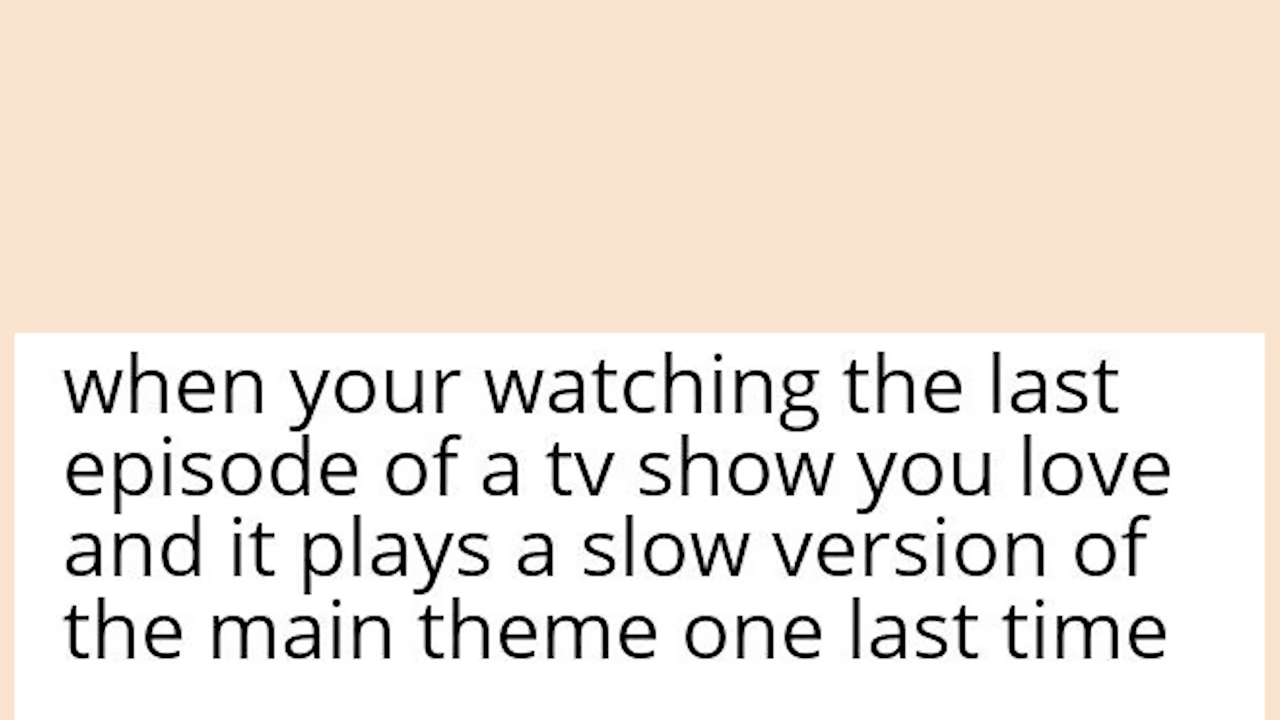 when your watching the last
episode of a tv show you love
and it plays a slow version of
the main theme one last time